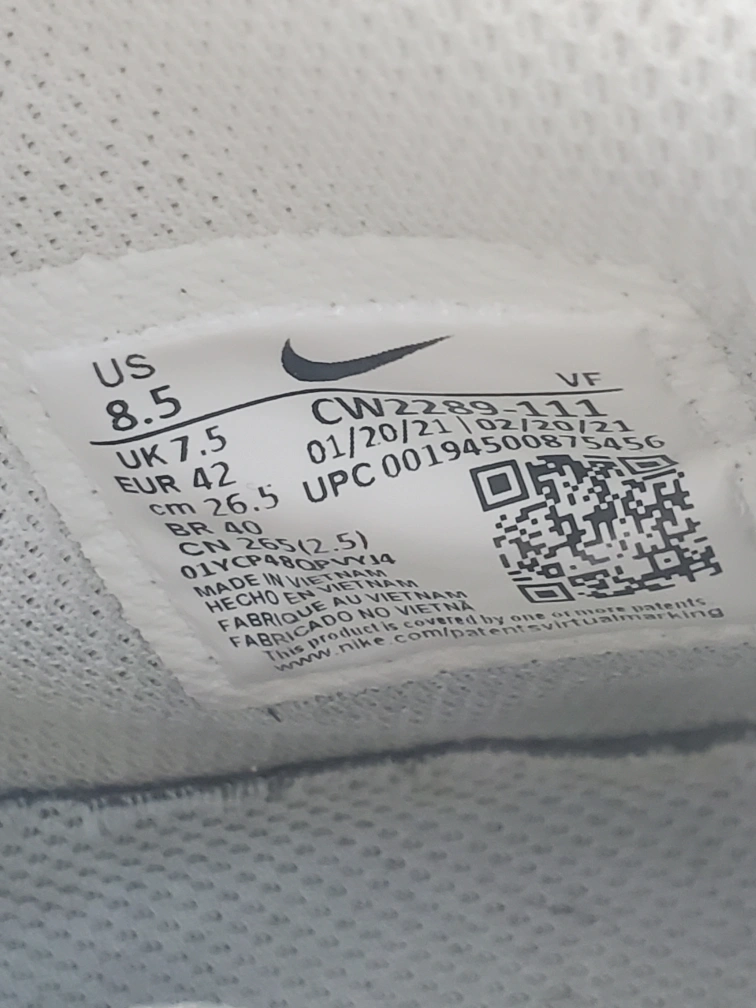 US
8.5
VF
UK 7.5
EUR 42
cm 26.5
BR 40
CN 265(2.5)
CW2289-111
01/20/21 \ 02/20/21
UPC 00194500875456
MADE IN VIETNAM
HECHO EN VIETNAM
FABRIQUE AU VIETNAM
FABRICADO NO VIETNÃ
This product is covered by one or more patents
www.nike.com/patentsvirtualmarking